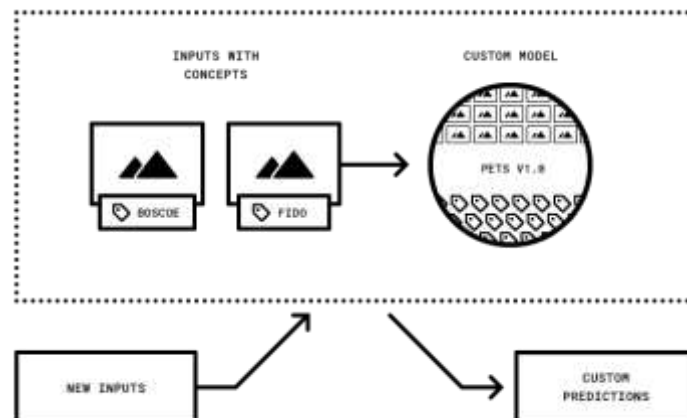 INPUTS WITH
CONCEPTS
CUSTOM MODEL
PETS V1.0
BOSCOE
FIDO
NEW INPUTS
CUSTOM
PREDICTIONS